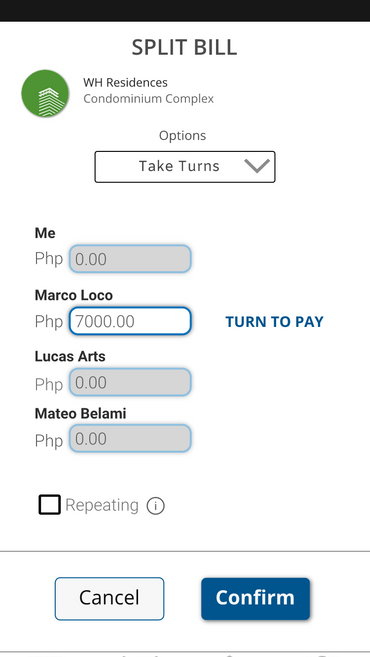 SPLIT BILL
WH Residences
Condominium Complex
Options
Take Turns
Me
Php 0.00
Marco Loco
Php 7000.00 TURN TO PAY
Lucas Arts
Php 0.00
Mateo Belami
Php 0.00
Repeating i
Cancel Confirm